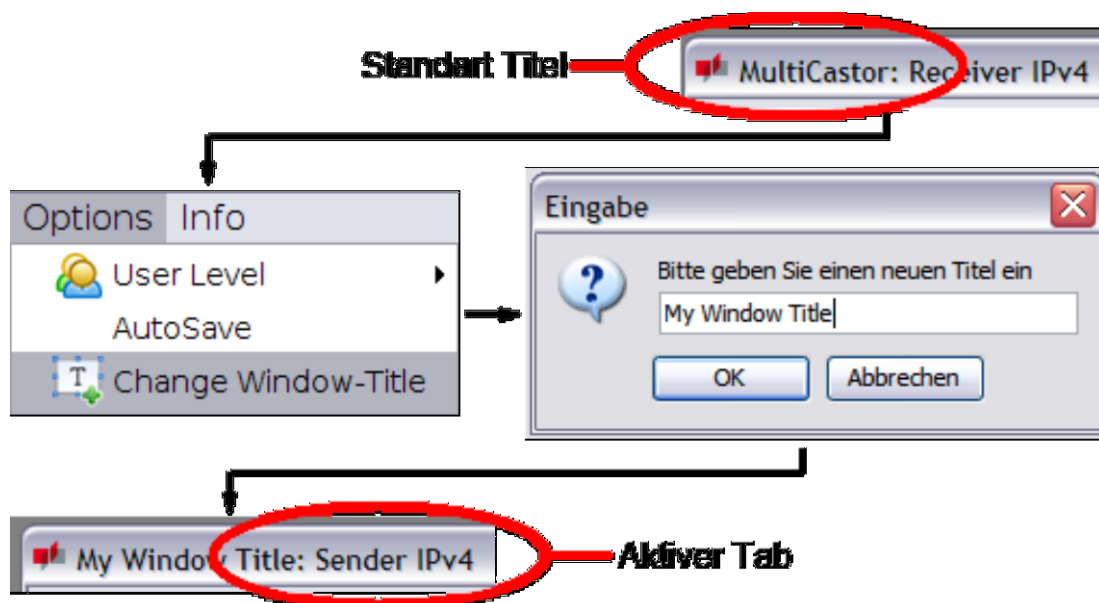 Standart Titel
MultiCastor: Receiver IPv4
Options Info
User Level
AutoSave
T
Change Window-Title
Eingabe
?
Bitte geben Sie einen neuen Titel ein
My Window Title
OK Abbrechen
My Window Title: Sender IPv4
Aktiver Tab